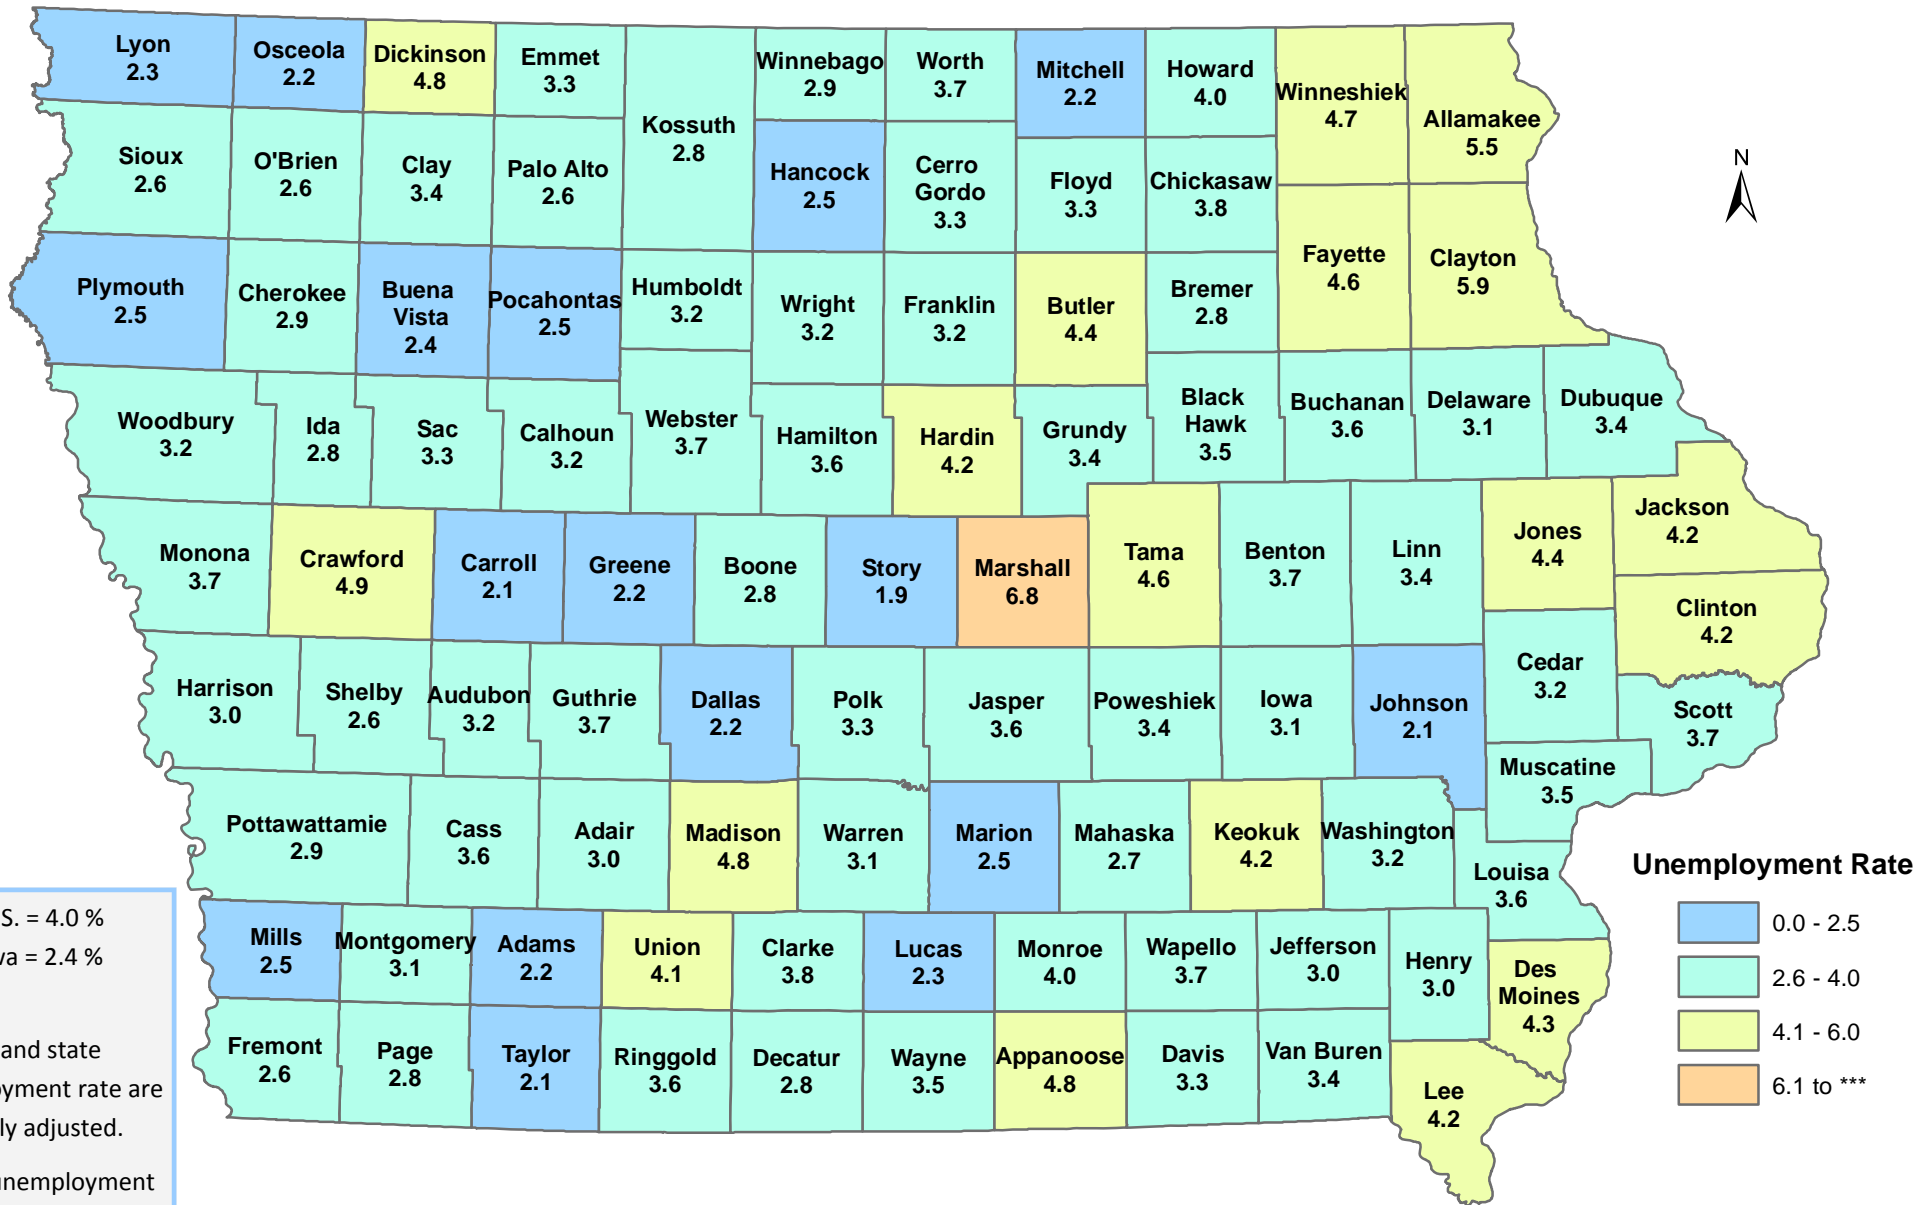 Lyon
2.3
Osceola
2.2
Dickinson
4.8
Emmet
3.3
Kossuth
2.8
Winnebago
2.9
Worth
3.7
Mitchell
2.2
Howard
4.0
Winneshiek
4.7
Allamakee
5.5
N
Sioux
2.6
O'Brien
2.6
Clay
3.4
Palo Alto
2.6
Hancock
2.5
Cerro
Gordo
3.3
Floyd
3.3
Chickasaw
3.8
Fayette
4.6
Clayton
5.9
Plymouth
2.5
Cherokee
2.9
Buena
Vista
2.4
Pocahontas
2.5
Humboldt
3.2
Wright
3.2
Franklin
3.2
Butler
4.4
Bremer
2.8
Woodbury
3.2
Ida
2.8
Sac
3.3
Calhoun
3.2
Webster
3.7
Hamilton
3.6
Hardin
4.2
Grundy
3.4
Black
Hawk
3.5
Buchanan
3.6
Delaware
3.1
Dubuque
3.4
Monona
3.7
Crawford
4.9
Carroll
2.1
Greene
2.2
Boone
2.8
Story
1.9
Marshall
6.8
Tama
4.6
Benton
3.7
Linn
3.4
Jones
4.4
Jackson
4.2
Clinton
4.2
Harrison
3.0
Shelby
2.6
Audubon
3.2
Guthrie
3.7
Dallas
2.2
Polk
3.3
Jasper
3.6
Poweshiek
3.4
Iowa
3.1
Johnson
2.1
Cedar
3.2
Scott
3.7
Muscatine
3.5
Pottawattamie
2.9
Cass
3.6
Adair
3.0
Madison
4.8
Warren
3.1
Marion
2.5
Mahaska
2.7
Keokuk
4.2
Washington
3.2
Louisa
3.6
Mills
2.5
Montgomery
3.1
Adams
2.2
Union
4.1
Clarke
3.8
Lucas
2.3
Monroe
4.0
Wapello
3.7
Jefferson
3.0
Henry
3.0
Des
Moines
4.3
Fremont
2.6
Page
2.8
Taylor
2.1
Ringgold
3.6
Decatur
2.8
Wayne
3.5
Appanoose
4.8
Davis
3.3
Van Buren
3.4
Lee
4.2
Unemployment Rate
0.0 - 2.5
2.6 - 4.0
4.1 - 6.0
6.1 to ***
S. = 4.0 %
va = 2.4 %
and state
oyment rate are
ly adjusted.
unemployment